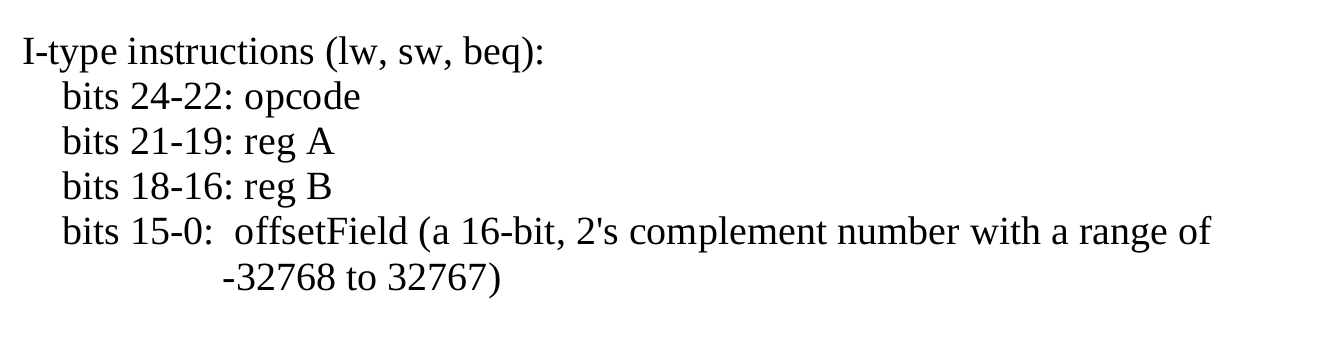 I-type instructions (lw, sw, beq):
bits 24-22: opcode
bits 21-19: reg A
bits 18-16: reg B
bits 15-0:  offsetField (a 16-bit, 2's complement number with a range of
-32768 to 32767)